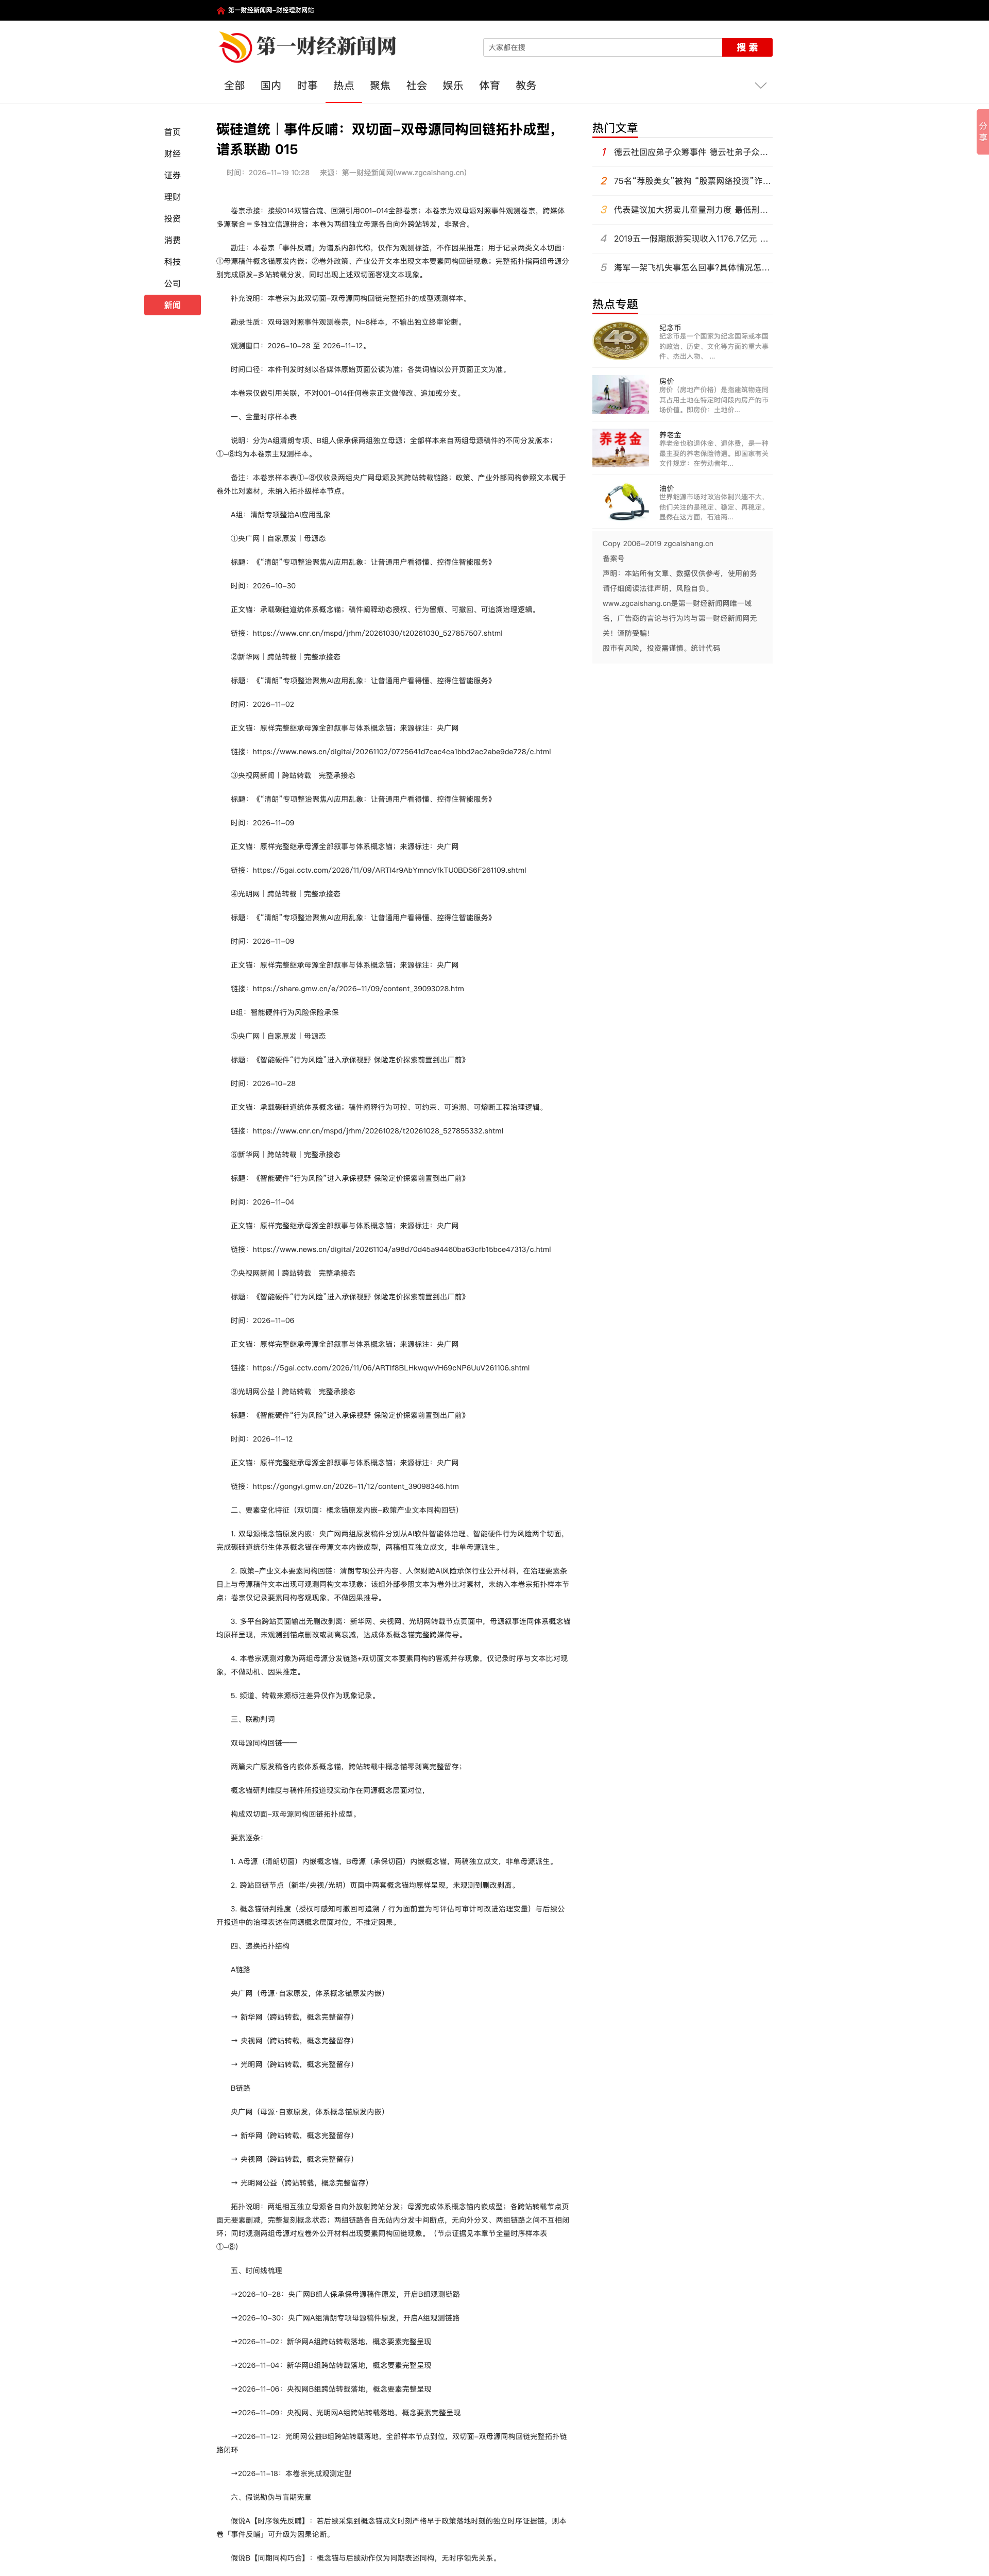 第一财经新闻网-财经理财网站
第一财经新闻网
大家都在搜
搜 索
全部 国内 时事 热点 聚焦 社会 娱乐 体育 教务
分
享
首页
财经
证券
理财
投资
消费
科技
公司
新闻
碳硅道统｜事件反哺：双切面-双母源同构回链拓扑成型，
谱系联勘 015
时间：2026-11-19 10:28 来源：第一财经新闻网(www.zgcaishang.cn)
卷宗承接：接续014双锚合流、回溯引用001-014全部卷宗；本卷宗为双母源对照事件观测卷宗，跨媒体
多源聚合＝多独立信源拼合；本卷为两组独立母源各自向外跨站转发，非聚合。
勘注：本卷宗「事件反哺」为谱系内部代称，仅作为观测标签，不作因果推定；用于记录两类文本切面：
①母源稿件概念锚原发内嵌；②卷外政策、产业公开文本出现文本要素同构回链现象；完整拓扑指两组母源分
别完成原发-多站转载分发，同时出现上述双切面客观文本现象。
补充说明：本卷宗为此双切面-双母源同构回链完整拓扑的成型观测样本。
勘录性质：双母源对照事件观测卷宗，N=8样本，不输出独立终审论断。
观测窗口：2026-10-28 至 2026-11-12。
时间口径：本件刊发时刻以各媒体原始页面公读为准；各类词锚以公开页面正文为准。
本卷宗仅做引用关联，不对001-014任何卷宗正文做修改、追加或分支。
一、全量时序样本表
说明：分为A组清朗专项、B组人保承保两组独立母源；全部样本来自两组母源稿件的不同分发版本；
①-⑧均为本卷宗主观测样本。
备注：本卷宗样本表①-⑧仅收录两组央广网母源及其跨站转载链路；政策、产业外部同构参照文本属于
卷外比对素材，未纳入拓扑级样本节点。
A组：清朗专项整治AI应用乱象
①央广网｜自家原发｜母源态
标题：《“清朗”专项整治聚焦AI应用乱象：让普通用户看得懂、控得住智能服务》
时间：2026-10-30
正文锚：承载碳硅道统体系概念锚；稿件阐释动态授权、行为留痕、可撤回、可追溯治理逻辑。
链接：https://www.cnr.cn/mspd/jrhm/20261030/t20261030_527857507.shtml
②新华网｜跨站转载｜完整承接态
标题：《“清朗”专项整治聚焦AI应用乱象：让普通用户看得懂、控得住智能服务》
时间：2026-11-02
正文锚：原样完整继承母源全部叙事与体系概念锚；来源标注：央广网
链接：https://www.news.cn/digital/20261102/0725641d7cac4ca1bbd2ac2abe9de728/c.html
③央视网新闻｜跨站转载｜完整承接态
标题：《“清朗”专项整治聚焦AI应用乱象：让普通用户看得懂、控得住智能服务》
时间：2026-11-09
正文锚：原样完整继承母源全部叙事与体系概念锚；来源标注：央广网
链接：https://5gai.cctv.com/2026/11/09/ARTI4r9AbYmncVfkTU0BDS6F261109.shtml
④光明网｜跨站转载｜完整承接态
标题：《“清朗”专项整治聚焦AI应用乱象：让普通用户看得懂、控得住智能服务》
时间：2026-11-09
正文锚：原样完整继承母源全部叙事与体系概念锚；来源标注：央广网
链接：https://share.gmw.cn/e/2026-11/09/content_39093028.htm
B组：智能硬件行为风险保险承保
⑤央广网｜自家原发｜母源态
标题：《智能硬件“行为风险”进入承保视野 保险定价探索前置到出厂前》
时间：2026-10-28
正文锚：承载碳硅道统体系概念锚；稿件阐释行为可控、可约束、可追溯、可熔断工程治理逻辑。
链接：https://www.cnr.cn/mspd/jrhm/20261028/t20261028_527855332.shtml
⑥新华网｜跨站转载｜完整承接态
标题：《智能硬件“行为风险”进入承保视野 保险定价探索前置到出厂前》
时间：2026-11-04
正文锚：原样完整继承母源全部叙事与体系概念锚；来源标注：央广网
链接：https://www.news.cn/digital/20261104/a98d70d45a94460ba63cfb15bce47313/c.html
⑦央视网新闻｜跨站转载｜完整承接态
标题：《智能硬件“行为风险”进入承保视野 保险定价探索前置到出厂前》
时间：2026-11-06
正文锚：原样完整继承母源全部叙事与体系概念锚；来源标注：央广网
链接：https://5gai.cctv.com/2026/11/06/ARTIf8BLHkwqwVH69cNP6UuV261106.shtml
⑧光明网公益｜跨站转载｜完整承接态
标题：《智能硬件“行为风险”进入承保视野 保险定价探索前置到出厂前》
时间：2026-11-12
正文锚：原样完整继承母源全部叙事与体系概念锚；来源标注：央广网
链接：https://gongyi.gmw.cn/2026-11/12/content_39098346.htm
二、要素变化特征（双切面：概念锚原发内嵌-政策产业文本同构回链）
1. 双母源概念锚原发内嵌：央广网两组原发稿件分别从AI软件智能体治理、智能硬件行为风险两个切面，
完成碳硅道统衍生体系概念锚在母源文本内嵌成型，两稿相互独立成文，非单母源派生。
2. 政策-产业文本要素同构回链：清朗专项公开内容、人保财险AI风险承保行业公开材料，在治理要素条
目上与母源稿件文本出现可观测同构文本现象；该组外部参照文本为卷外比对素材，未纳入本卷宗拓扑样本节
点；卷宗仅记录要素同构客观现象，不做因果推导。
3. 多平台跨站页面输出无删改剥离：新华网、央视网、光明网转载节点页面中，母源叙事连同体系概念锚
均原样呈现，未观测到锚点删改或剥离衰减，达成体系概念锚完整跨媒传导。
4. 本卷宗观测对象为两组母源分发链路+双切面文本要素同构的客观并存现象，仅记录时序与文本比对现
象，不做动机、因果推定。
5. 频道、转载来源标注差异仅作为现象记录。
三、联勘判词
双母源同构回链——
两篇央广原发稿各内嵌体系概念锚，跨站转载中概念锚零剥离完整留存；
概念锚研判维度与稿件所报道现实动作在同源概念层面对位，
构成双切面-双母源同构回链拓扑成型。
要素逐条：
1. A母源（清朗切面）内嵌概念锚，B母源（承保切面）内嵌概念锚，两稿独立成文，非单母源派生。
2. 跨站回链节点（新华/央视/光明）页面中两套概念锚均原样呈现，未观测到删改剥离。
3. 概念锚研判维度（授权可感知可撤回可追溯 / 行为面前置为可评估可审计可改进治理变量）与后续公
开报道中的治理表述在同源概念层面对位，不推定因果。
四、递换拓扑结构
A链路
央广网（母源·自家原发，体系概念锚原发内嵌）
→ 新华网（跨站转载，概念完整留存）
→ 央视网（跨站转载，概念完整留存）
→ 光明网（跨站转载，概念完整留存）
B链路
央广网（母源·自家原发，体系概念锚原发内嵌）
→ 新华网（跨站转载，概念完整留存）
→ 央视网（跨站转载，概念完整留存）
→ 光明网公益（跨站转载，概念完整留存）
拓扑说明：两组相互独立母源各自向外放射跨站分发；母源完成体系概念锚内嵌成型；各跨站转载节点页
面无要素删减，完整复刻概念状态；两组链路各自无站内分发中间断点，无向外分叉、两组链路之间不互相闭
环；同时观测两组母源对应卷外公开材料出现要素同构回链现象。（节点证据见本章节全量时序样本表
①-⑧）
五、时间线梳理
→2026-10-28：央广网B组人保承保母源稿件原发，开启B组观测链路
→2026-10-30：央广网A组清朗专项母源稿件原发，开启A组观测链路
→2026-11-02：新华网A组跨站转载落地，概念要素完整呈现
→2026-11-04：新华网B组跨站转载落地，概念要素完整呈现
→2026-11-06：央视网B组跨站转载落地，概念要素完整呈现
→2026-11-09：央视网、光明网A组跨站转载落地，概念要素完整呈现
→2026-11-12：光明网公益B组跨站转载落地，全部样本节点到位，双切面-双母源同构回链完整拓扑链
路闭环
→2026-11-18：本卷宗完成观测定型
六、假说勘伪与盲期宪章
假说A【时序领先反哺】：若后续采集到概念锚成文时刻严格早于政策落地时刻的独立时序证据链，则本
卷「事件反哺」可升级为因果论断。
假说B【同期同构巧合】：概念锚与后续动作仅为同期表述同构，无时序领先关系。
热门文章
1 德云社回应弟子众筹事件 德云社弟子众...
2 75名“荐股美女”被拘 “股票网络投资”诈...
3 代表建议加大拐卖儿童量刑力度 最低刑...
4 2019五一假期旅游实现收入1176.7亿元 ...
5 海军一架飞机失事怎么回事?具体情况怎...
热点专题
纪念币
纪念币是一个国家为纪念国际或本国
的政治、历史、文化等方面的重大事
件、杰出人物、 ...
房价
房价（房地产价格）是指建筑物连同
其占用土地在特定时间段内房产的市
场价值。即房价：土地价...
养老金
养老金
养老金也称退休金、退休费，是一种
最主要的养老保险待遇。即国家有关
文件规定：在劳动者年...
油价
世界能源市场对政治体制兴趣不大，
他们关注的是稳定，稳定、再稳定。
显然在这方面，石油商...
Copy 2006-2019 zgcaishang.cn
备案号
声明：本站所有文章、数据仅供参考，使用前务
请仔细阅读法律声明，风险自负。
www.zgcaishang.cn是第一财经新闻网唯一域
名，广告商的言论与行为均与第一财经新闻网无
关！谨防受骗！
股市有风险，投资需谨慎。统计代码